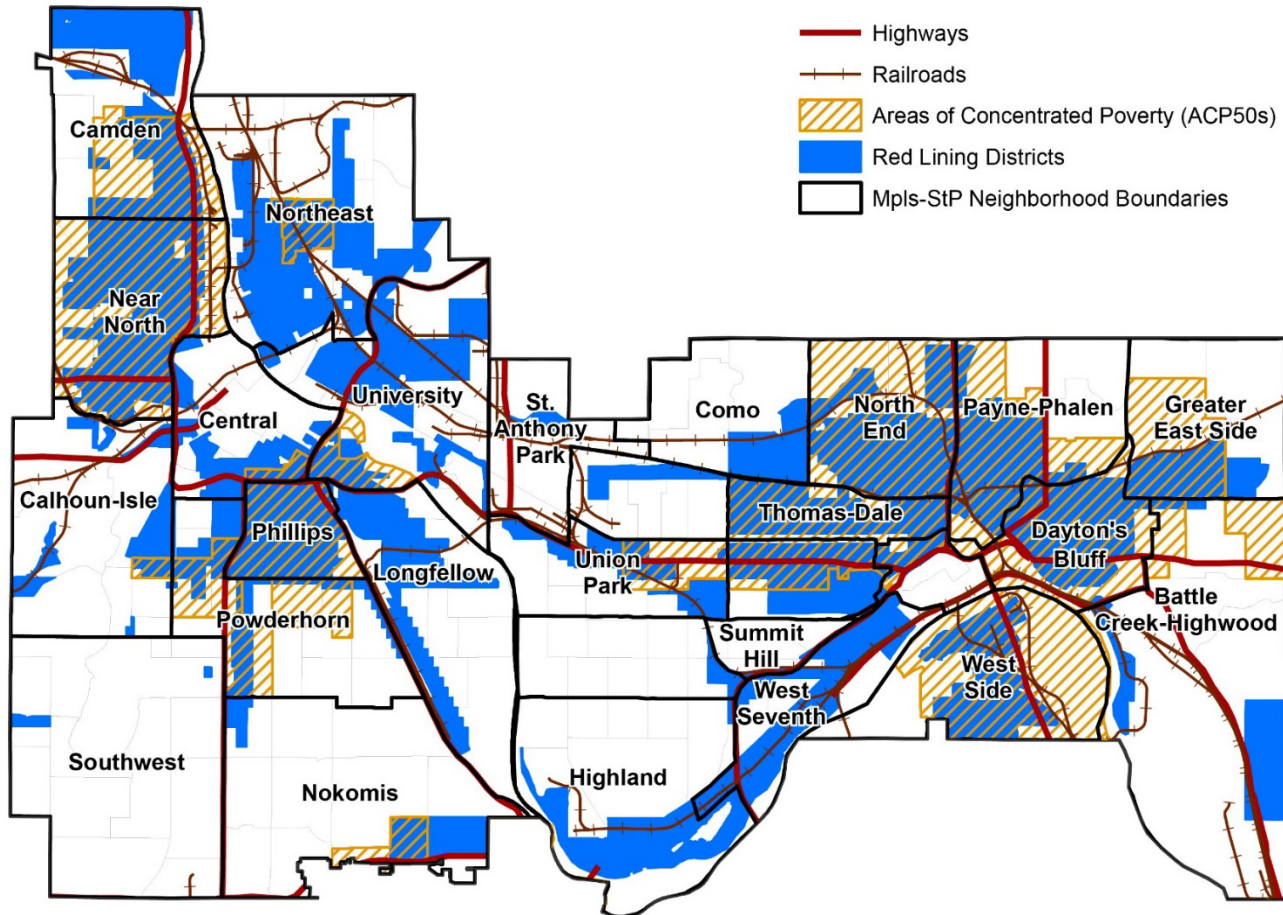 Highways
Railroads
Areas of Concentrated Poverty (ACP50s)
Red Lining Districts
Mpls-StP Neighborhood Boundaries
Camden
Northeast
Near
North
University
Central
St.
Anthony
Park
Como
North
End
Payne-Phalen
Greater
East Side
Calhoun-Isle
Phillips
Longfellow
Thomas-Dale
Dayton's
Bluff
Union
Park
Powderhorn
Battle
Creek-Highwood
Summit
Hill
West
Side
West
Seventh
Southwest
Highland
Nokomis